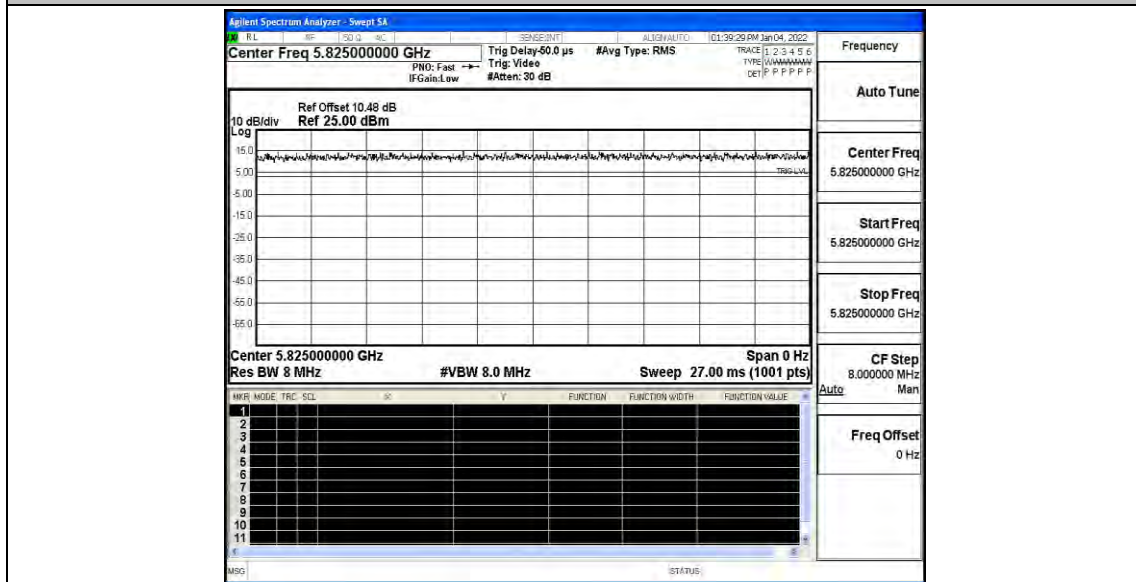 Agilent Spectrum Analyzer - Swept SA
RL RF 50 Ω AC SENSE:INT ALIGN AUTO 01:39:29 PM Jan 04, 2022
Center Freq 5.825000000 GHz
PNO: Fast
IFGain:Low
Trig Delay-50.0 µs
Trig: Video
#Atten: 30 dB
#Avg Type: RMS
TRACE 1 2 3 4 5 6
TYPE
DET P P P P P P
Ref Offset 10.48 dB
10 dB/div Ref 25.00 dBm
Log
15.0
5.00
-5.00
-15.0
-25.0
-35.0
-45.0
-55.0
-65.0
TRIG LVL
Center 5.825000000 GHz Span 0 Hz
Res BW 8 MHz #VBW 8.0 MHz Sweep 27.00 ms (1001 pts)
MKR MODE TRC SCL X Y FUNCTION FUNCTION WIDTH FUNCTION VALUE
1
2
3
4
5
6
7
8
9
10
11
MSG STATUS
Frequency
Auto Tune
Center Freq
5.825000000 GHz
Start Freq
5.825000000 GHz
Stop Freq
5.825000000 GHz
CF Step
8.000000 MHz
Auto Man
Freq Offset
0 Hz